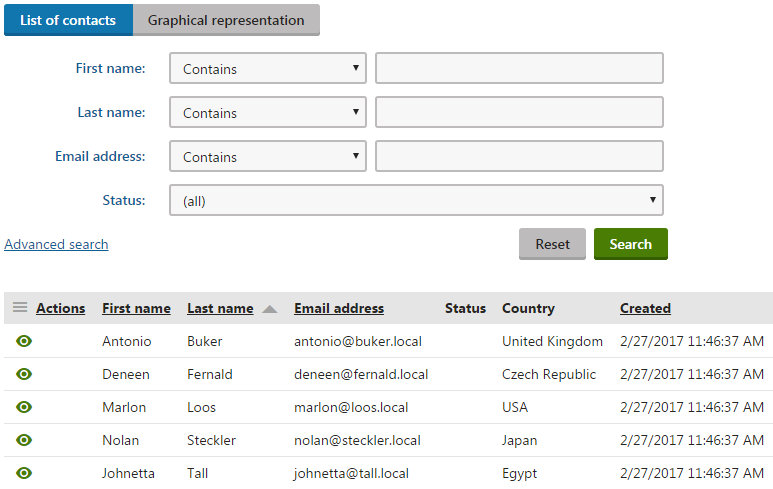 List of contacts Graphical representation
First name: Contains
Last name: Contains
Email address: Contains
Status: (all)
Advanced search Reset Search
Actions First name Last name Email address Status Country Created
Antonio Buker antonio@buker.local United Kingdom 2/27/2017 11:46:37 AM
Deneen Fernald deneen@fernald.local Czech Republic 2/27/2017 11:46:37 AM
Marlon Loos marlon@loos.local USA 2/27/2017 11:46:37 AM
Nolan Steckler nolan@steckler.local Japan 2/27/2017 11:46:37 AM
Johnetta Tall johnetta@tall.local Egypt 2/27/2017 11:46:37 AM